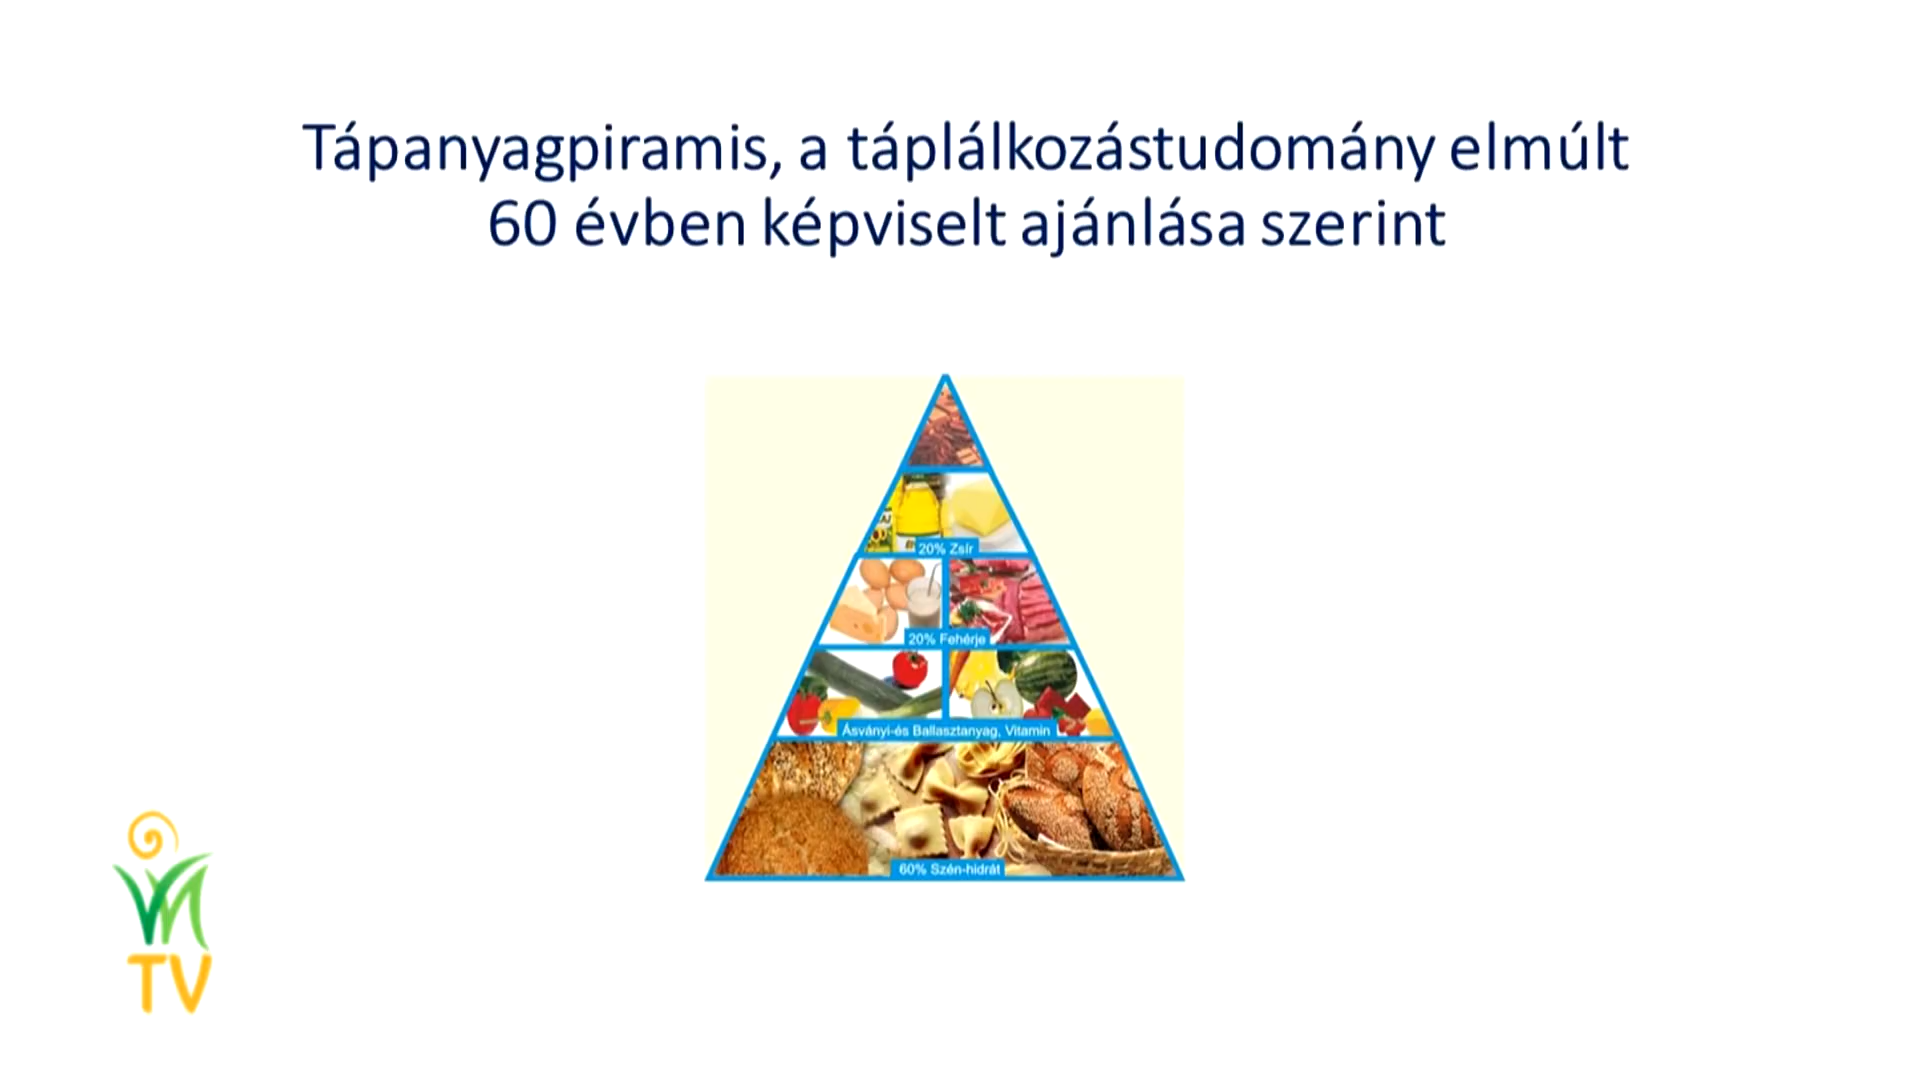 Tápanyagpiramis, a táplálkozástudomány elmúlt
60 évben képviselt ajánlása szerint
20% Zsír
20% Fehérje
Ásványi-és Ballasztanyag, Vitamin
60% Szén-hidrát
TV